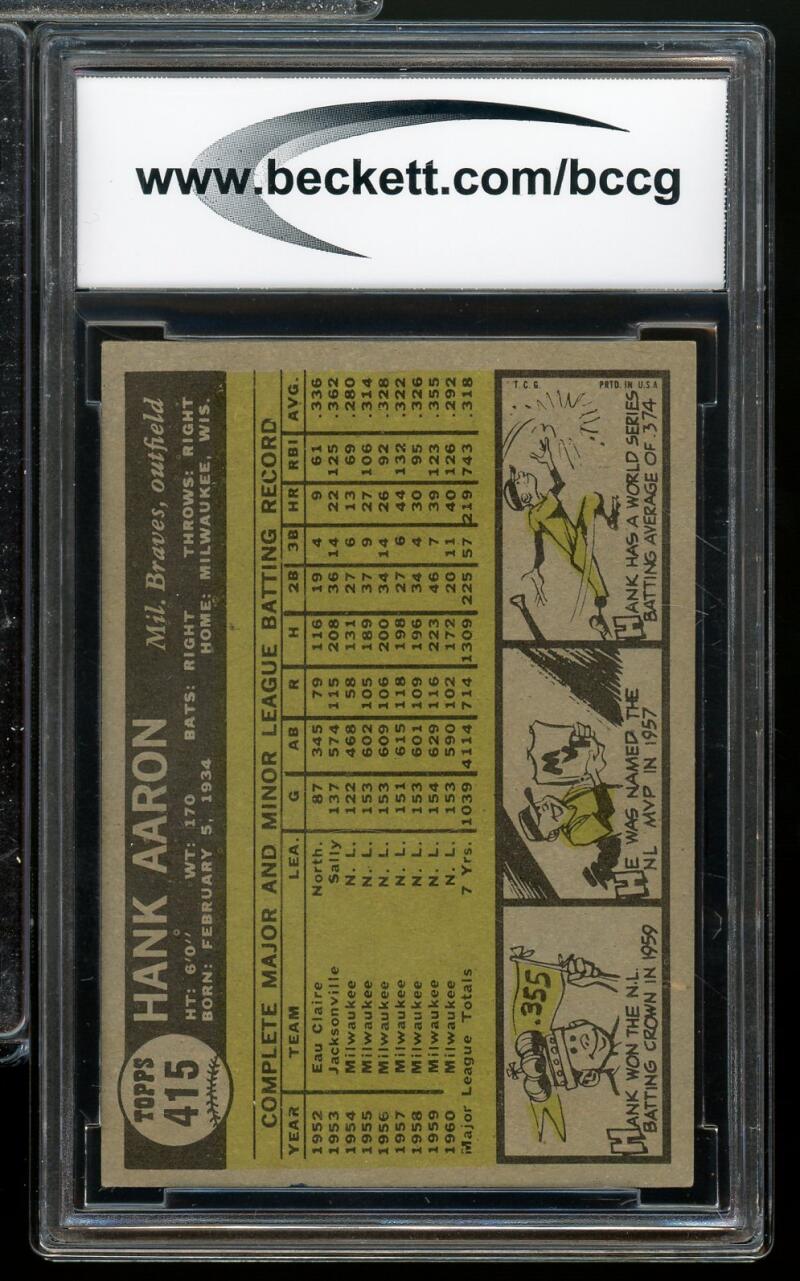 www.beckett.com/bccg
TOPPS
415
HANK AARON
Mil. Braves, outfield
HT: 6'0" WT: 170 BATS: RIGHT THROWS: RIGHT
BORN: FEBRUARY 5, 1934 HOME: MILWAUKEE, WIS.
COMPLETE MAJOR AND MINOR LEAGUE BATTING RECORD
YEAR TEAM LEA. G AB R H 2B 3B HR RBI AVG.
1952 Eau Claire North. 87 345 79 116 19 4 9 61 .336
1953 Jacksonville Sally 137 574 115 208 36 14 22 125 .362
1954 Milwaukee N. L. 122 468 58 131 27 6 13 69 .280
1955 Milwaukee N. L. 153 602 105 189 37 9 27 106 .314
1956 Milwaukee N. L. 153 609 106 200 34 14 26 92 .328
1957 Milwaukee N. L. 151 615 118 198 27 6 44 132 .322
1958 Milwaukee N. L. 153 601 109 196 34 4 30 95 .326
1959 Milwaukee N. L. 154 629 116 223 46 7 39 123 .355
1960 Milwaukee N. L. 153 590 102 172 20 11 40 126 .292
Major League Totals 7 Yrs. 1039 4114 714 1309 225 57 219 743 .318
.355
HANK WON THE N.L.
BATTING CROWN IN 1959
M
HE WAS NAMED THE
NL MVP IN 1957
T.C.G. PRTD. IN U.S.A
HANK HAS A WORLD SERIES
BATTING AVERAGE OF .374